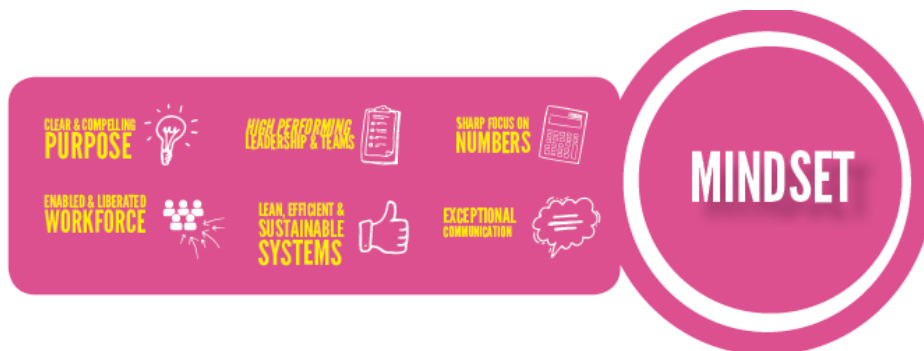 CLEAR & COMPELLING
PURPOSE
HIGH PERFORMING
LEADERSHIP & TEAMS
SHARP FOCUS ON
NUMBERS
ENABLED & LIBERATED
WORKFORCE
LEAN, EFFICIENT &
SUSTAINABLE
SYSTEMS
EXCEPTIONAL
COMMUNICATION
MINDSET